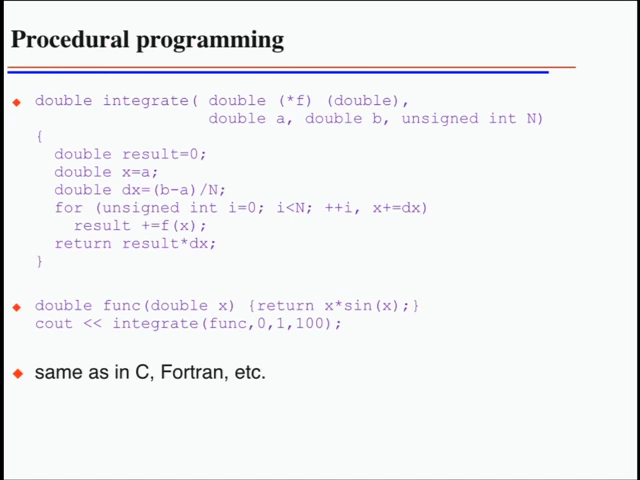 Procedural programming
double integrate( double (*f) (double),
double a, double b, unsigned int N)
{
double result=0;
double x=a;
double dx=(b-a)/N;
for (unsigned int i=0; i<N; ++i, x+=dx)
result +=f(x);
return result*dx;
}
double func(double x) {return x*sin(x);}
cout << integrate(func,0,1,100);
same as in C, Fortran, etc.